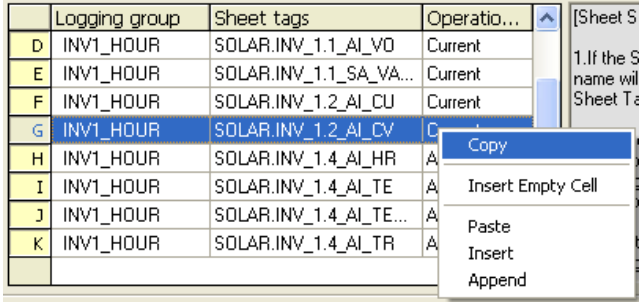 Logging group Sheet tags Operatio... [Sheet S
D INV1_HOUR SOLAR.INV_1.1_AI_VO Current
1.If the S
E INV1_HOUR SOLAR.INV_1.1_SA_VA... Current
name wil
F INV1_HOUR SOLAR.INV_1.2_AI_CU Current
Sheet Ta
G INV1_HOUR SOLAR.INV_1.2_AI_CV
Copy
H INV1_HOUR SOLAR.INV_1.4_AI_HR A
I INV1_HOUR SOLAR.INV_1.4_AI_TE A
Insert Empty Cell
J INV1_HOUR SOLAR.INV_1.4_AI_TE... A
Paste
K INV1_HOUR SOLAR.INV_1.4_AI_TR A
Insert
Append